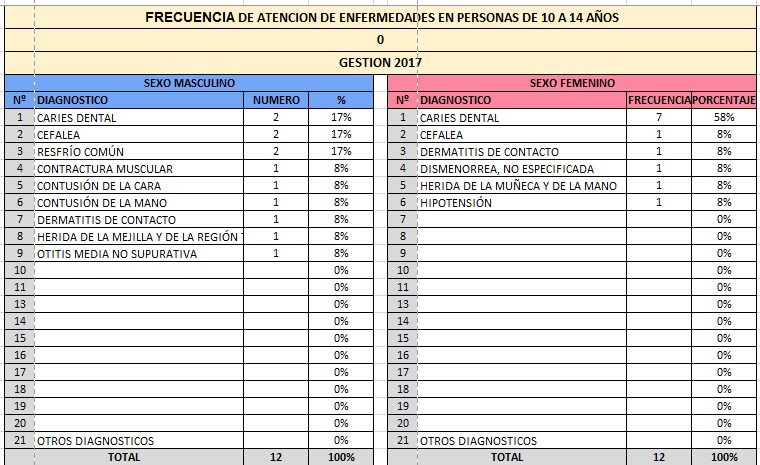 FRECUENCIA DE ATENCION DE ENFERMEDADES EN PERSONAS DE 10 A 14 AÑOS
0
GESTION 2017
SEXO MASCULINO SEXO FEMENINO
Nº DIAGNOSTICO NUMERO % Nº DIAGNOSTICO FRECUENCIA PORCENTAJE
1 CARIES DENTAL 2 17% 1 CARIES DENTAL 7 58%
2 CEFALEA 2 17% 2 CEFALEA 1 8%
3 RESFRÍO COMÚN 2 17% 3 DERMATITIS DE CONTACTO 1 8%
4 CONTRACTURA MUSCULAR 1 8% 4 DISMENORREA, NO ESPECIFICADA 1 8%
5 CONTUSIÓN DE LA CARA 1 8% 5 HERIDA DE LA MUÑECA Y DE LA MANO 1 8%
6 CONTUSIÓN DE LA MANO 1 8% 6 HIPOTENSIÓN 1 8%
7 DERMATITIS DE CONTACTO 1 8% 7 0%
8 HERIDA DE LA MEJILLA Y DE LA REGIÓN 1 8% 8 0%
9 OTITIS MEDIA NO SUPURATIVA 1 8% 9 0%
10 0% 10 0%
11 0% 11 0%
13 0% 13 0%
14 0% 14 0%
15 0% 15 0%
16 0% 16 0%
17 0% 17 0%
18 0% 18 0%
19 0% 19 0%
20 0% 20 0%
21 OTROS DIAGNOSTICOS 0% 21 OTROS DIAGNOSTICOS 0%
TOTAL 12 100% TOTAL 12 100%